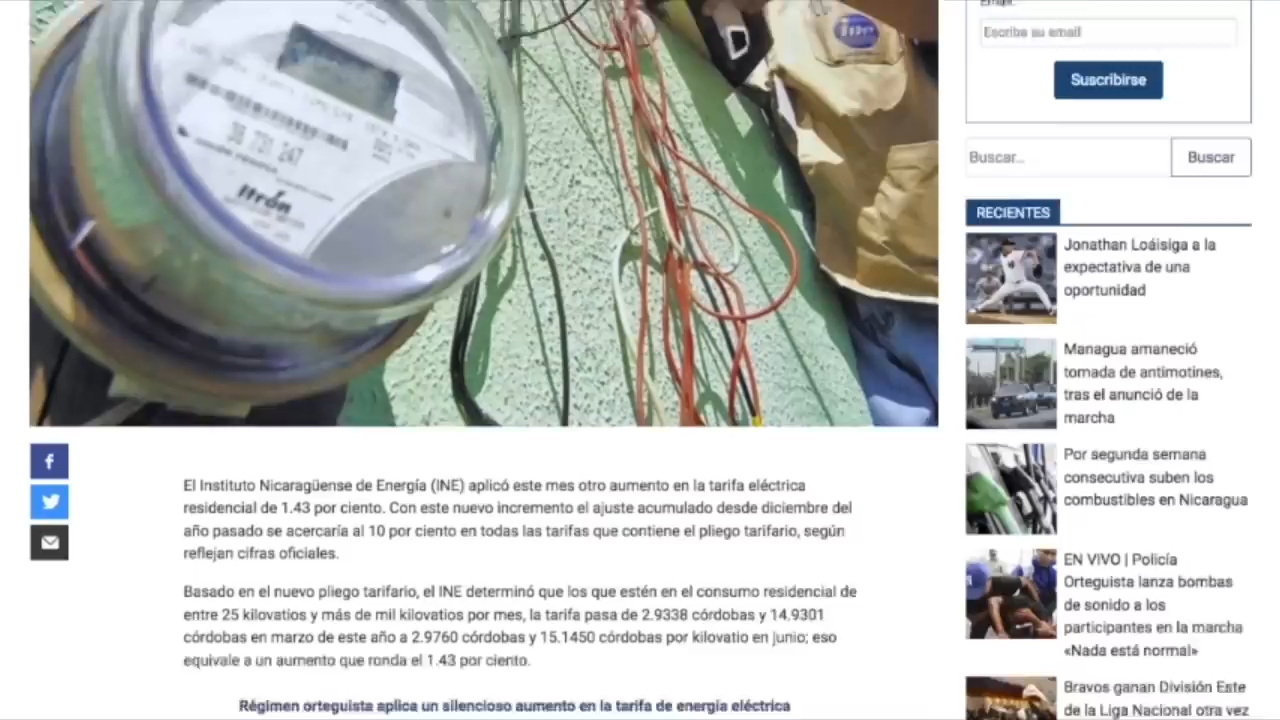 38 731 247
Itrón
El Instituto Nicaragüense de Energía (INE) aplicó este mes otro aumento en la tarifa eléctrica
residencial de 1.43 por ciento. Con este nuevo incremento el ajuste acumulado desde diciembre del
año pasado se acercaría al 10 por ciento en todas las tarifas que contiene el pliego tarifario, según
reflejan cifras oficiales.
Basado en el nuevo pliego tarifario, el INE determinó que los que estén en el consumo residencial de
entre 25 kilovatios y más de mil kilovatios por mes, la tarifa pasa de 2.9338 córdobas y 14.9301
córdobas en marzo de este año a 2.9760 córdobas y 15.1450 córdobas por kilovatio en junio; eso
equivale a un aumento que ronda el 1.43 por ciento.
Régimen orteguista aplica un silencioso aumento en la tarifa de energía eléctrica
Email:
Escriba su email
Suscribirse
Buscar...
Buscar
RECIENTES
Jonathan Loáisiga a la
expectativa de una
oportunidad
Managua amaneció
tomada de antimotines,
tras el anunció de la
marcha
Por segunda semana
consecutiva suben los
combustibles en Nicaragua
EN VIVO | Policía
Orteguista lanza bombas
de sonido a los
participantes en la marcha
«Nada está normal»
Bravos ganan División Este
de la Liga Nacional otra vez